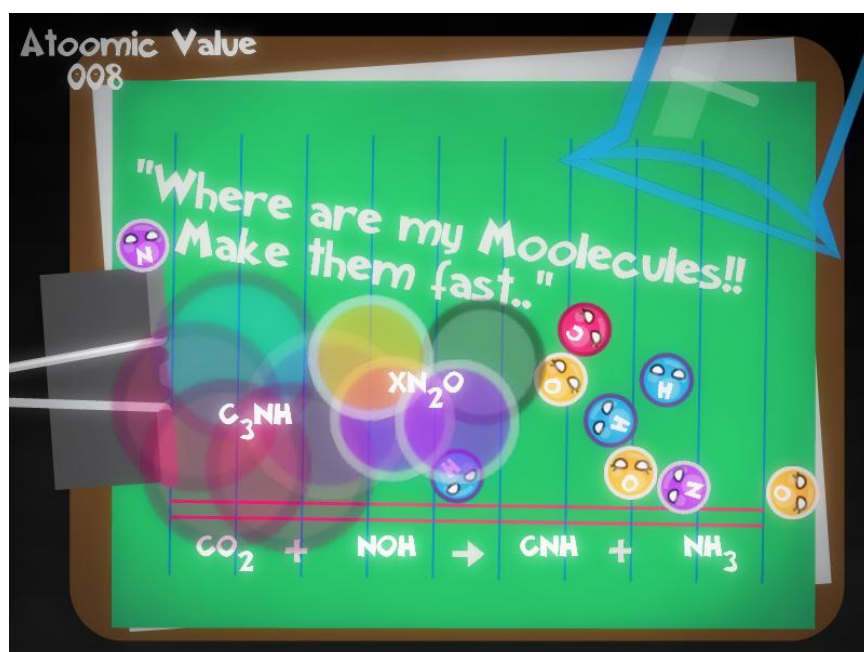 Atoomic Value
008
"Where are my Moolecules!!
Make them fast.."
N
C
O
H
XN₂O
C₃NH
H
H
O
N
O
CO₂ + NOH → CNH + NH₃